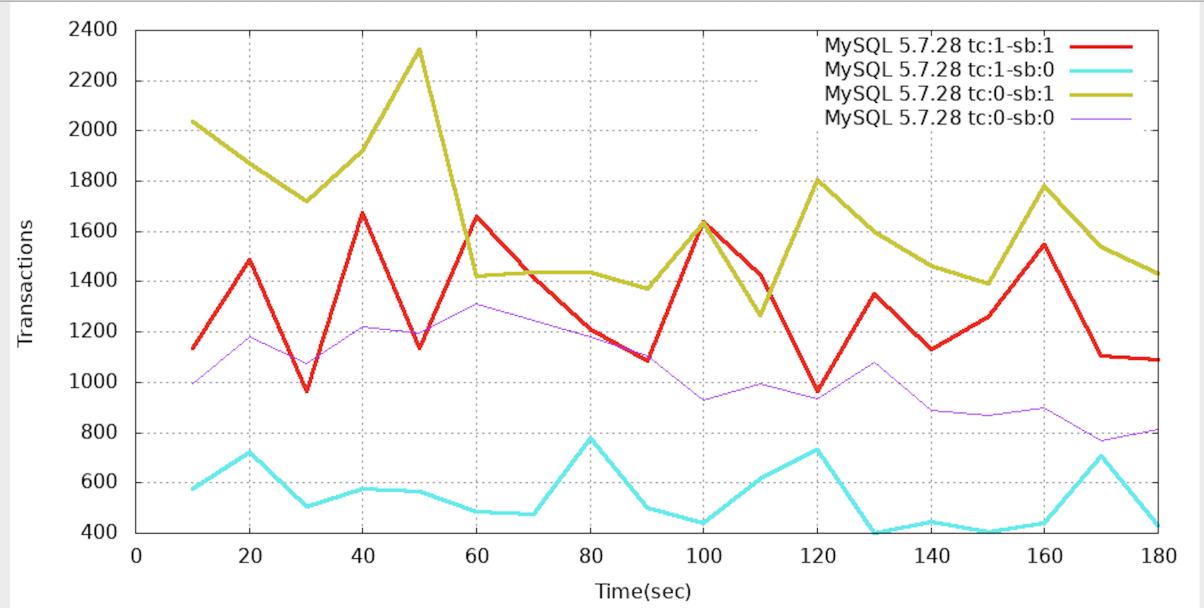 2400
2200
2000
1800
1600
1400
1200
1000
800
600
400
Transactions
MySQL 5.7.28 tc:1-sb:1
MySQL 5.7.28 tc:1-sb:0
MySQL 5.7.28 tc:0-sb:1
MySQL 5.7.28 tc:0-sb:0
0 20 40 60 80 100 120 140 160 180
Time(sec)